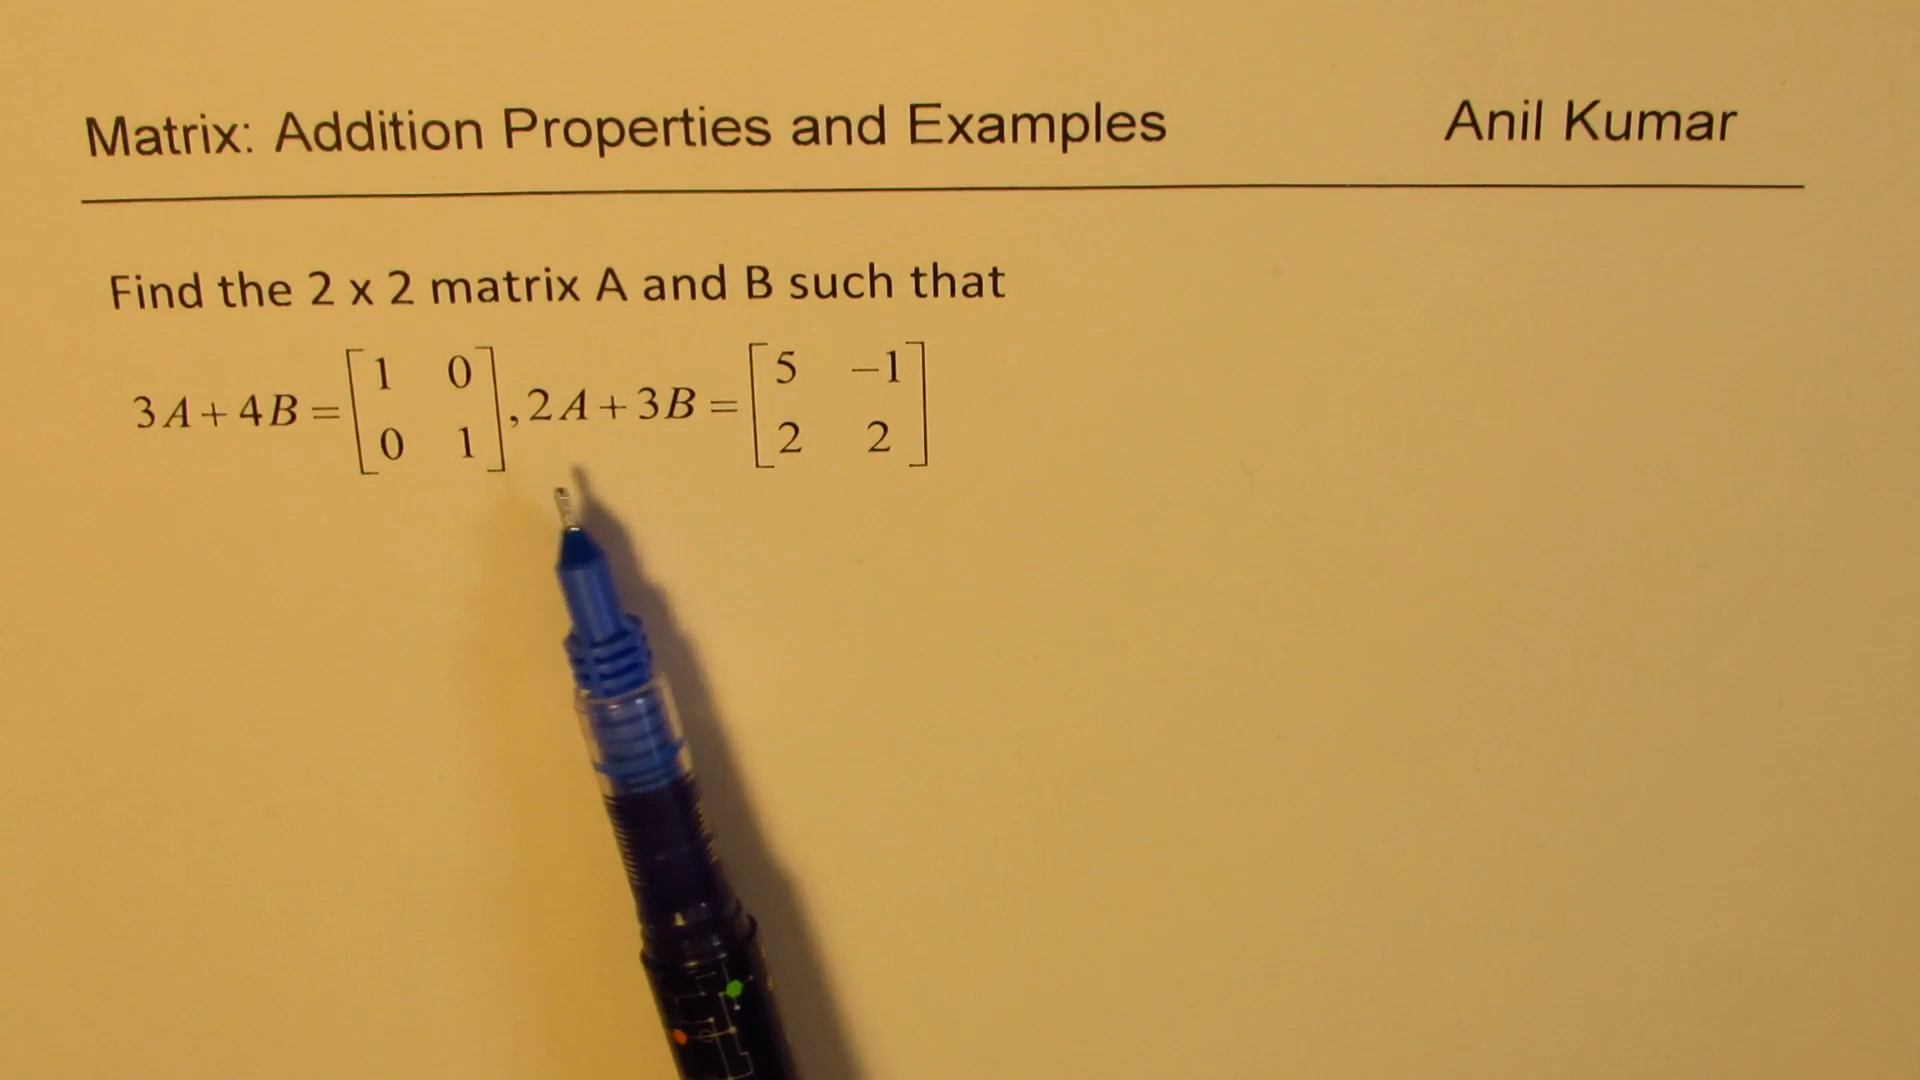 Matrix: Addition Properties and Examples Anil Kumar
Find the 2 x 2 matrix A and B such that
3A+4B=[1 0; 0 1], 2A+3B=[5 −1; 2 2]